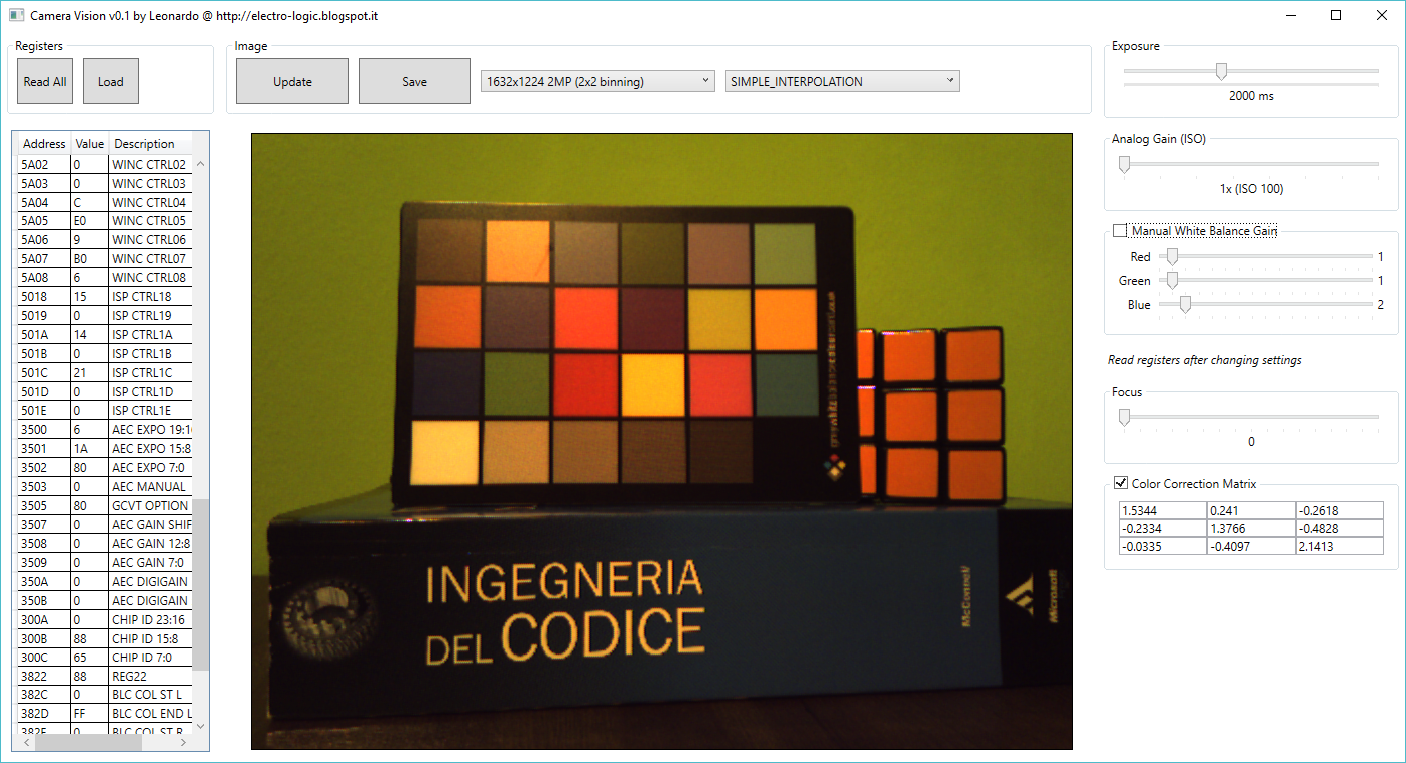 Camera Vision v0.1 by Leonardo @ http://electro-logic.blogspot.it
Registers
Read All
Load
Image
Update
Save
1632x1224 2MP (2x2 binning)
SIMPLE_INTERPOLATION
Exposure
2000 ms
Address Value Description
5A02 0 WINC CTRL02
5A03 0 WINC CTRL03
5A04 C WINC CTRL04
5A05 E0 WINC CTRL05
5A06 9 WINC CTRL06
5A07 B0 WINC CTRL07
5A08 6 WINC CTRL08
5018 15 ISP CTRL18
5019 0 ISP CTRL19
501A 14 ISP CTRL1A
501B 0 ISP CTRL1B
501C 21 ISP CTRL1C
501D 0 ISP CTRL1D
501E 0 ISP CTRL1E
3500 6 AEC EXPO 19:1
3501 1A AEC EXPO 15:8
3502 80 AEC EXPO 7:0
3503 0 AEC MANUAL
3505 80 GCVT OPTION
3507 0 AEC GAIN SHIF
3508 0 AEC GAIN 12:8
3509 0 AEC GAIN 7:0
350A 0 AEC DIGIGAIN
350B 0 AEC DIGIGAIN
300A 0 CHIP ID 23:16
300B 88 CHIP ID 15:8
300C 65 CHIP ID 7:0
3822 88 REG22
382C 0 BLC COL ST L
382D FF BLC COL END L
382E 0 BLC COL ST R
INGEGNERIA
DEL CODICE
McConnell
Microsoft
Analog Gain (ISO)
1x (ISO 100)
Manual White Balance Gain
Red 1
Green 1
Blue 2
Read registers after changing settings
Focus
0
Color Correction Matrix
1.5344 0.241 -0.2618
-0.2334 1.3766 -0.4828
-0.0335 -0.4097 2.1413